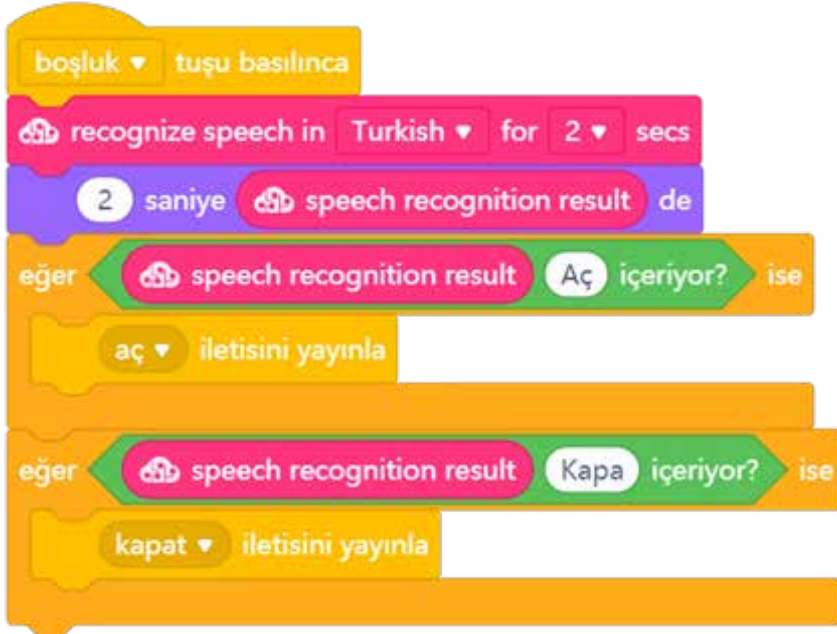 boşluk tuşu basılınca
recognize speech in Turkish for 2 secs
2 saniye speech recognition result de
eğer speech recognition result Aç içeriyor? ise
aç iletisini yayınla
eğer speech recognition result Kapa içeriyor? ise
kapat iletisini yayınla